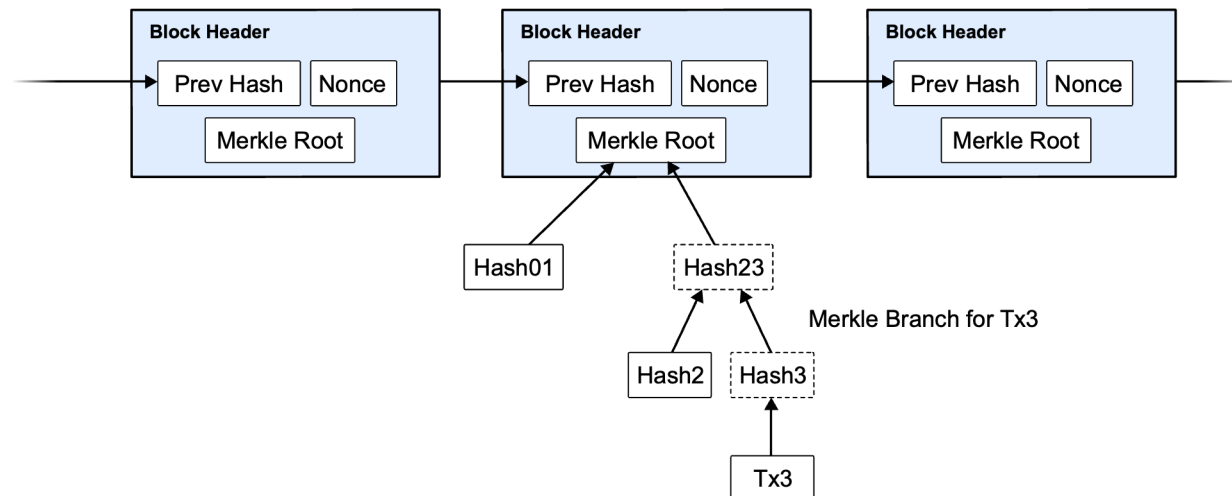 Block Header
Block Header
Block Header
Prev Hash
Nonce
Prev Hash
Nonce
Prev Hash
Nonce
Merkle Root
Merkle Root
Merkle Root
Hash01
Hash23
Merkle Branch for Tx3
Hash2
Hash3
Tx3